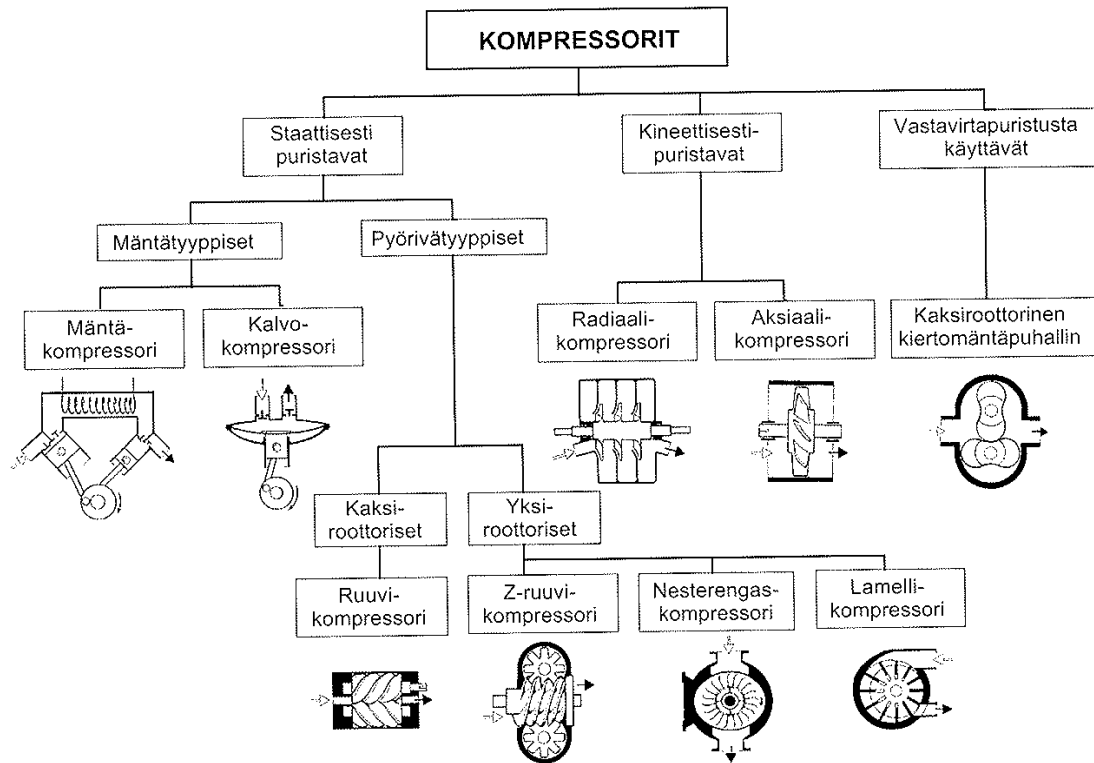 KOMPRESSORIT
Staattisesti
puristavat
Kineettisesti-
puristavat
Vastavirtapuristusta
käyttävät
Mäntätyyppiset
Pyörivätyyppiset
Mäntä-
kompressori
Kalvo-
kompressori
Radiaali-
kompressori
Aksiaali-
kompressori
Kaksiroottorinen
kiertomäntäpuhallin
Kaksi-
roottoriset
Yksi-
roottoriset
Ruuvi-
kompressori
Z-ruuvi-
kompressori
Nesterengas-
kompressori
Lamelli-
kompressori